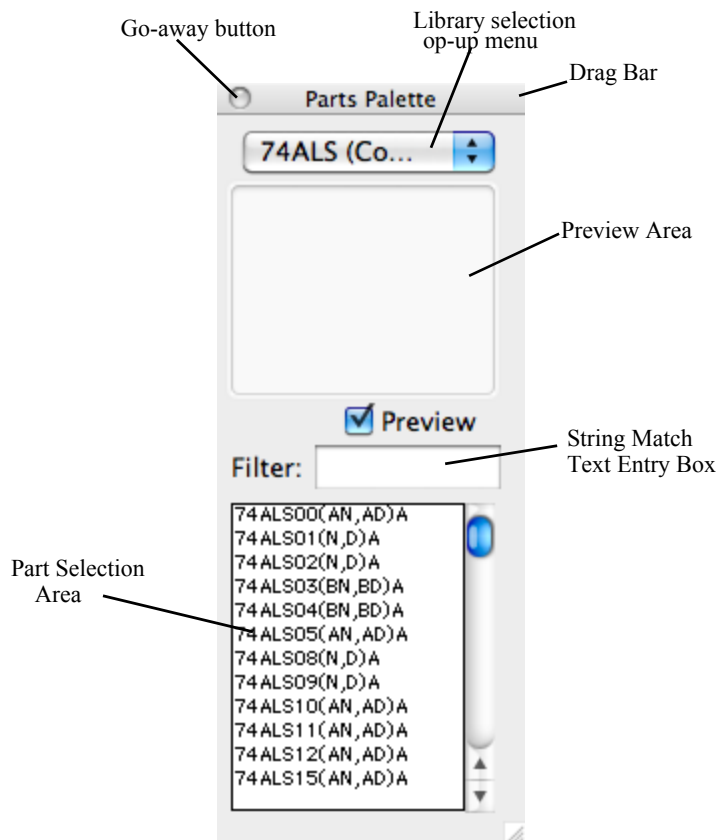 Go-away button
Library selection
op-up menu
Drag Bar
Parts Palette
74ALS (Co...
Preview Area
Preview
String Match
Text Entry Box
Filter:
Part Selection
Area
74ALS00(AN,AD)A
74ALS01(N,D)A
74ALS02(N,D)A
74ALS03(BN,BD)A
74ALS04(BN,BD)A
74ALS05(AN,AD)A
74ALS08(N,D)A
74ALS09(N,D)A
74ALS10(AN,AD)A
74ALS11(AN,AD)A
74ALS12(AN,AD)A
74ALS15(AN,AD)A